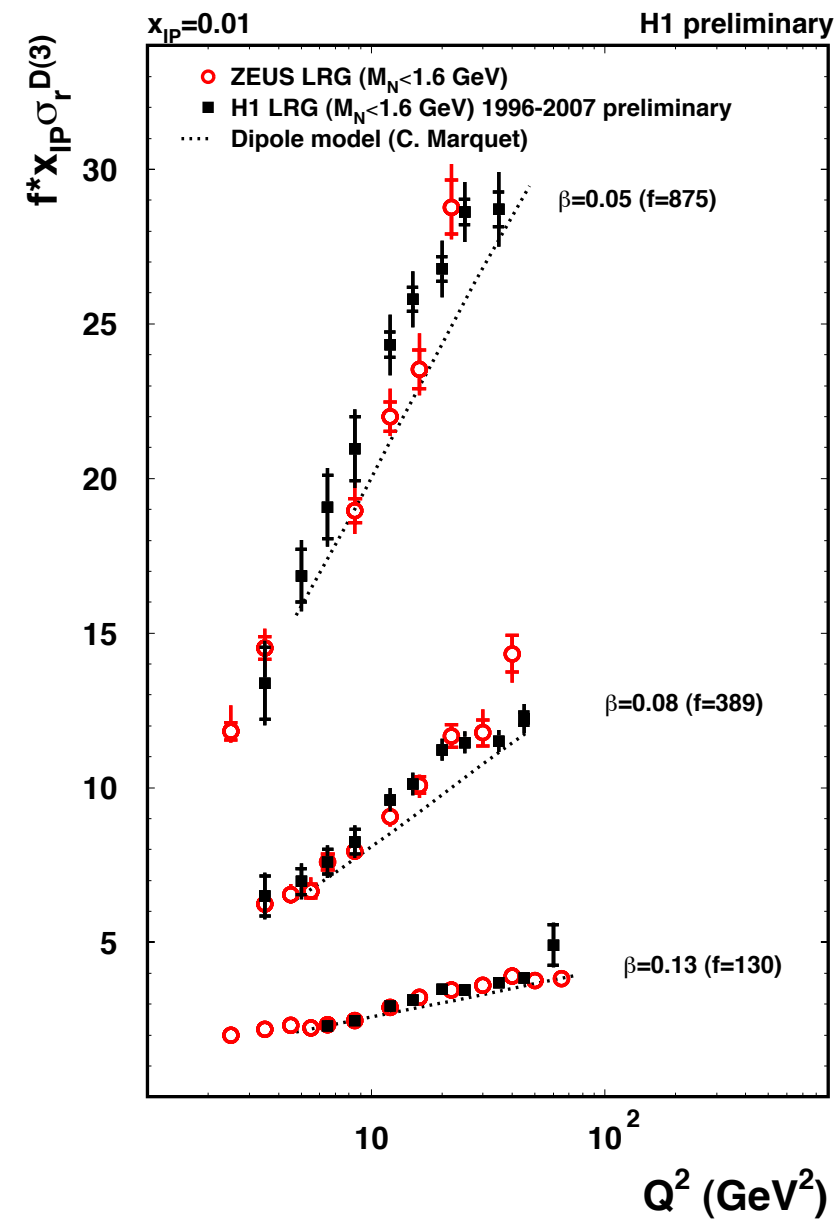 x_IP=0.01 H1 preliminary
f*x_IPσ_r^D(3)
ZEUS LRG (M_N<1.6 GeV)
H1 LRG (M_N<1.6 GeV) 1996-2007 preliminary
Dipole model (C. Marquet)
30
β=0.05 (f=875)
25
20
15
β=0.08 (f=389)
10
5
β=0.13 (f=130)
10 10^2
Q^2 (GeV^2)